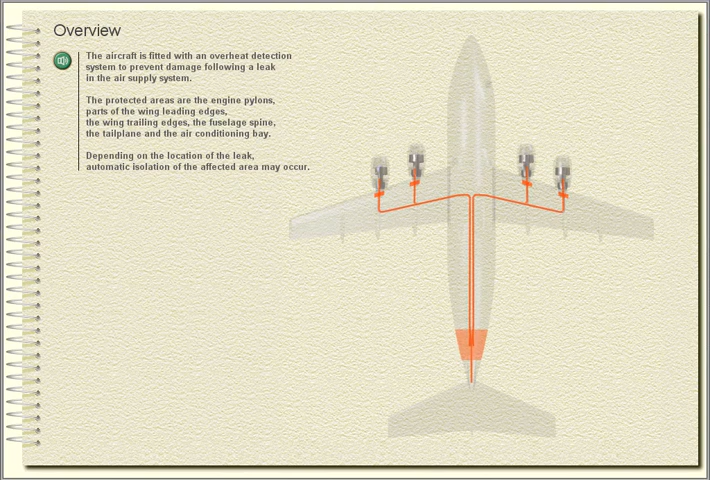 Overview
The aircraft is fitted with an overheat detection
system to prevent damage following a leak
in the air supply system.
The protected areas are the engine pylons,
parts of the wing leading edges,
the wing trailing edges, the fuselage spine,
the tailplane and the air conditioning bay.
Depending on the location of the leak,
automatic isolation of the affected area may occur.